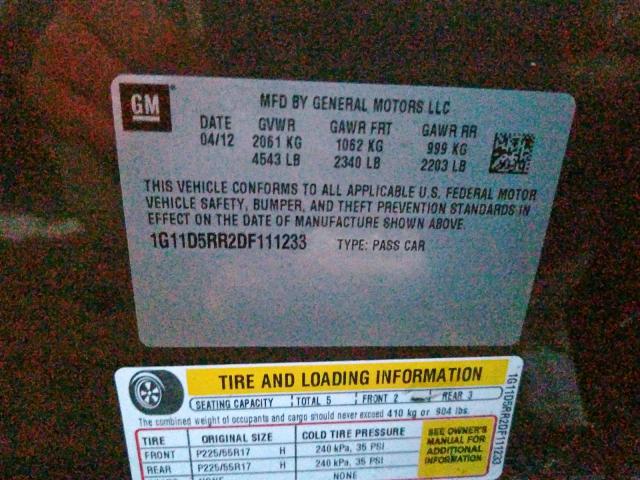 GM
MFD BY GENERAL MOTORS LLC
DATE GVWR GAWR FRT GAWR RR
04/12 2061 KG 1062 KG 999 KG
4543 LB 2340 LB 2203 LB
THIS VEHICLE CONFORMS TO ALL APPLICABLE U.S. FEDERAL MOTOR
VEHICLE SAFETY, BUMPER, AND THEFT PREVENTION STANDARDS IN
EFFECT ON THE DATE OF MANUFACTURE SHOWN ABOVE.
1G11D5RR2DF111233 TYPE: PASS CAR
TIRE AND LOADING INFORMATION
SEATING CAPACITY TOTAL 5 FRONT 2 REAR 3
The combined weight of occupants and cargo should never exceed 410 kg or 904 lbs.
TIRE ORIGINAL SIZE COLD TIRE PRESSURE
FRONT P225/55R17 H 240 kPa, 35 PSI
REAR P225/55R17 H 240 kPa, 35 PSI
NONE NONE
SEE OWNER'S
MANUAL FOR
ADDITIONAL
INFORMATION
1G11D5RR2DF111233